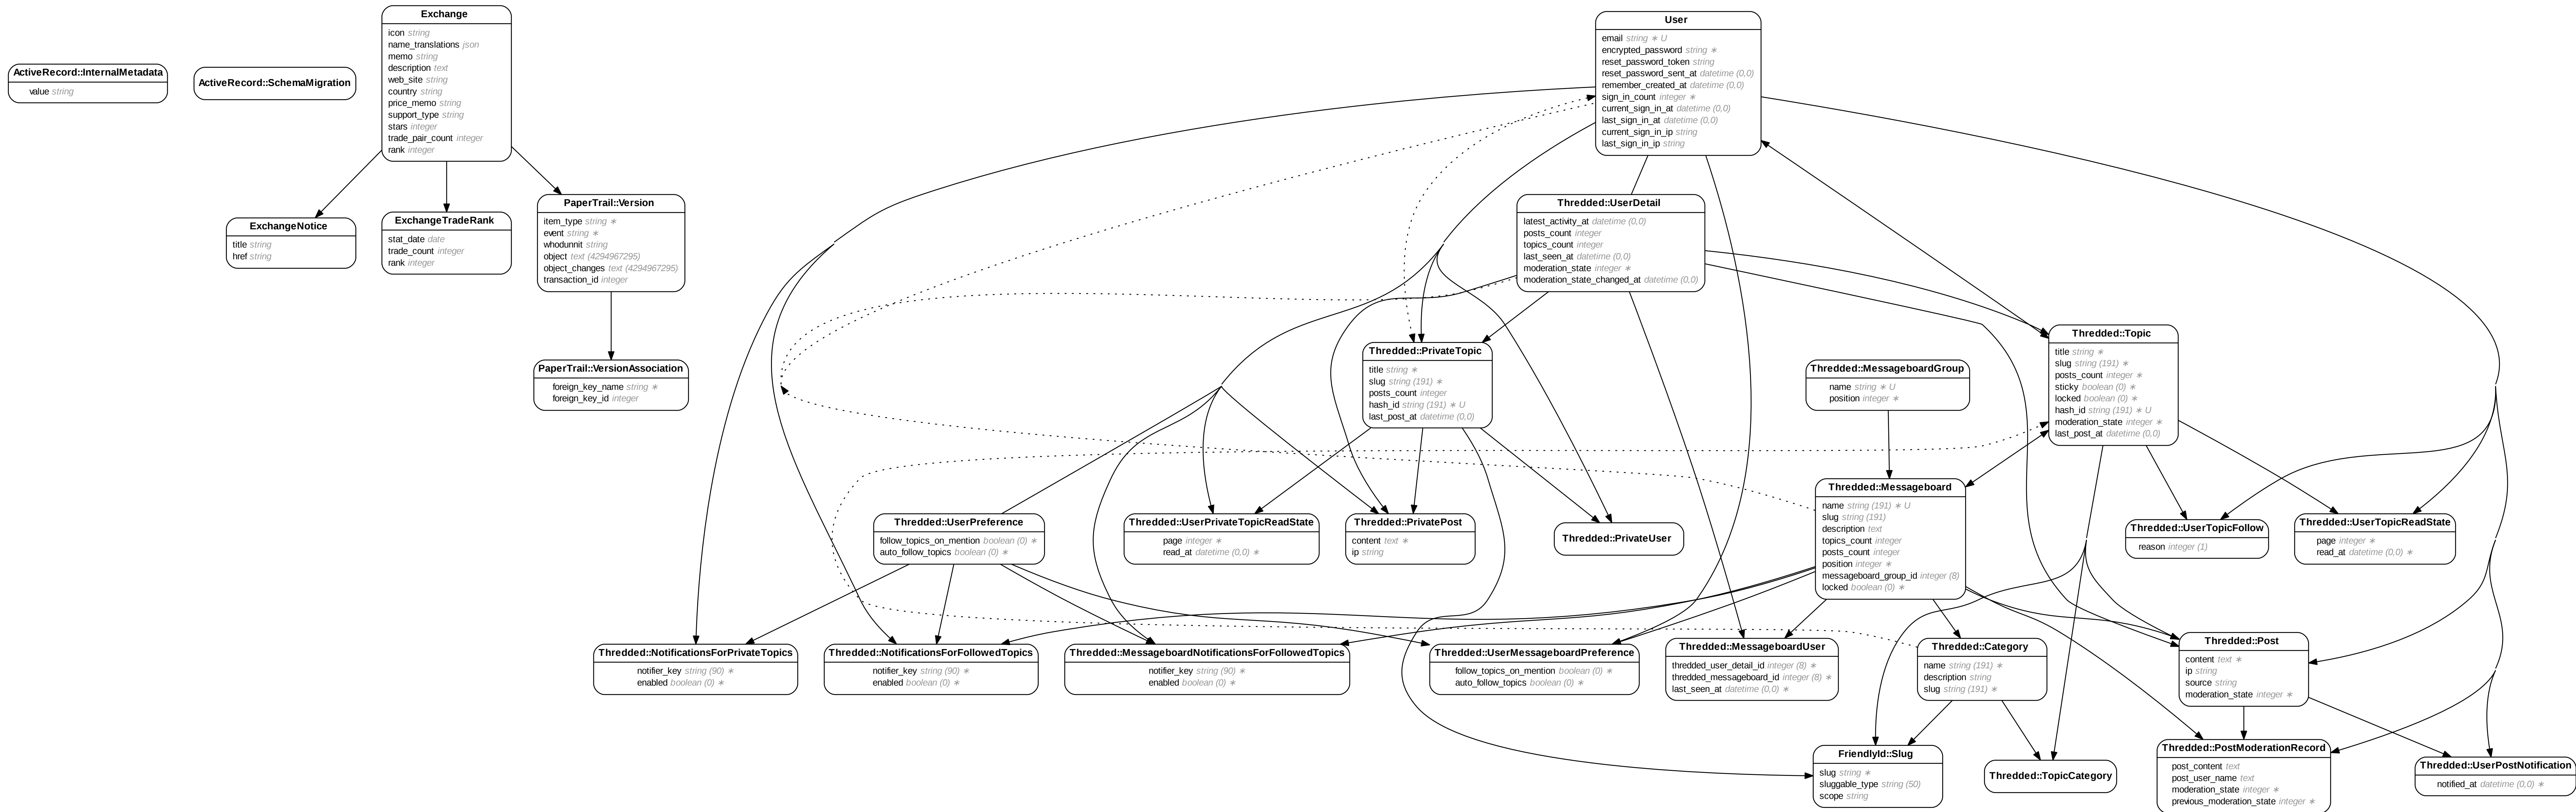 ActiveRecord::InternalMetadata
value string
ActiveRecord::SchemaMigration
Exchange
icon string
name_translations json
memo string
description text
web_site string
country string
price_memo string
support_type string
stars integer
trade_pair_count integer
rank integer
ExchangeNotice
title string
href string
ExchangeTradeRank
stat_date date
trade_count integer
rank integer
PaperTrail::Version
item_type string ∗
event string ∗
whodunnit string
object text (4294967295)
object_changes text (4294967295)
transaction_id integer
PaperTrail::VersionAssociation
foreign_key_name string ∗
foreign_key_id integer
User
email string ∗ U
encrypted_password string ∗
reset_password_token string
reset_password_sent_at datetime (0,0)
remember_created_at datetime (0,0)
sign_in_count integer ∗
current_sign_in_at datetime (0,0)
last_sign_in_at datetime (0,0)
current_sign_in_ip string
last_sign_in_ip string
Thredded::UserDetail
latest_activity_at datetime (0,0)
posts_count integer
topics_count integer
last_seen_at datetime (0,0)
moderation_state integer ∗
moderation_state_changed_at datetime (0,0)
Thredded::PrivateTopic
title string ∗
slug string (191) ∗
posts_count integer
hash_id string (191) ∗ U
last_post_at datetime (0,0)
Thredded::MessageboardGroup
name string ∗ U
position integer ∗
Thredded::Topic
title string ∗
slug string (191) ∗
posts_count integer ∗
sticky boolean (0) ∗
locked boolean (0) ∗
hash_id string (191) ∗ U
moderation_state integer ∗
last_post_at datetime (0,0)
Thredded::Messageboard
name string (191) ∗ U
slug string (191)
description text
topics_count integer
posts_count integer
position integer ∗
messageboard_group_id integer (8)
locked boolean (0) ∗
Thredded::UserPreference
follow_topics_on_mention boolean (0) ∗
auto_follow_topics boolean (0) ∗
Thredded::UserPrivateTopicReadState
page integer ∗
read_at datetime (0,0) ∗
Thredded::PrivatePost
content text ∗
ip string
Thredded::PrivateUser
Thredded::UserTopicFollow
reason integer (1)
Thredded::UserTopicReadState
page integer ∗
read_at datetime (0,0) ∗
Thredded::NotificationsForPrivateTopics
notifier_key string (90) ∗
enabled boolean (0) ∗
Thredded::NotificationsForFollowedTopics
notifier_key string (90) ∗
enabled boolean (0) ∗
Thredded::MessageboardNotificationsForFollowedTopics
notifier_key string (90) ∗
enabled boolean (0) ∗
Thredded::UserMessageboardPreference
follow_topics_on_mention boolean (0) ∗
auto_follow_topics boolean (0) ∗
Thredded::MessageboardUser
thredded_user_detail_id integer (8) ∗
thredded_messageboard_id integer (8) ∗
last_seen_at datetime (0,0) ∗
Thredded::Category
name string (191) ∗
description string
slug string (191) ∗
Thredded::Post
content text ∗
ip string
source string
moderation_state integer ∗
FriendlyId::Slug
slug string ∗
sluggable_type string (50)
scope string
Thredded::TopicCategory
Thredded::PostModerationRecord
post_content text
post_user_name text
moderation_state integer ∗
previous_moderation_state integer ∗
Thredded::UserPostNotification
notified_at datetime (0,0) ∗